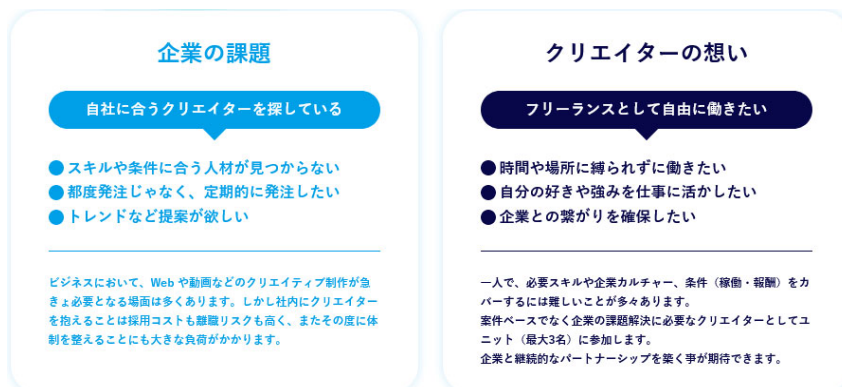 企業の課題
自社に合うクリエイターを探している
スキルや条件に合う人材が見つからない
都度発注じゃなく、定期的に発注したい
トレンドなど提案が欲しい
ビジネスにおいて、Web や動画などのクリエイティブ制作が急
きょ必要となる場面は多くあります。しかし社内にクリエイター
を抱えることは採用コストも離職リスクも高く、またその度に体
制を整えることにも大きな負荷がかかります。
クリエイターの想い
フリーランスとして自由に働きたい
時間や場所に縛られずに働きたい
自分の好きや強みを仕事に活かしたい
企業との繋がりを確保したい
一人で、必要スキルや企業カルチャー、条件（稼働・報酬）をカ
バーするには難しいことが多々あります。
案件ベースでなく企業の課題解決に必要なクリエイターとしてユ
ニット（最大3名）に参加します。
企業と継続的なパートナーシップを築く事が期待できます。